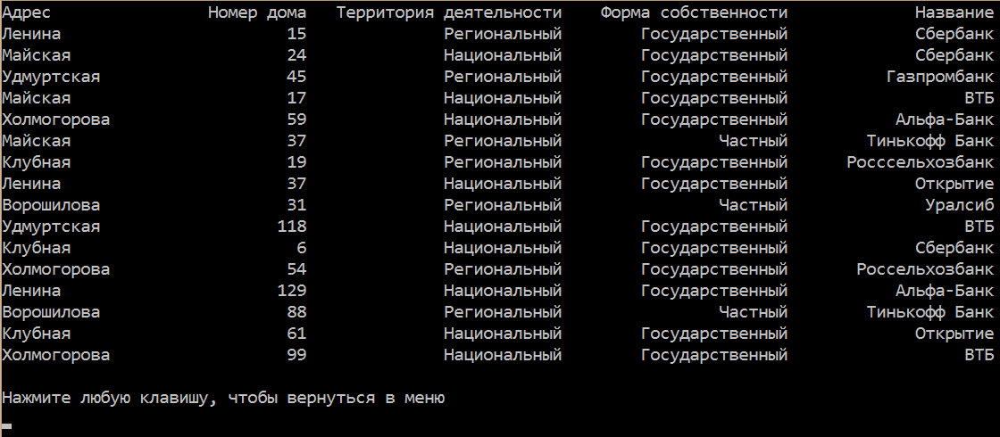 Адрес Номер дома Территория деятельности Форма собственности Название
Ленина 15 Региональный Государственный Сбербанк
Майская 24 Национальный Государственный Сбербанк
Удмуртская 45 Региональный Государственный Газпромбанк
Майская 17 Национальный Государственный ВТБ
Холмогорова 59 Национальный Государственный Альфа-Банк
Майская 37 Региональный Частный Тинькофф Банк
Клубная 19 Региональный Государственный Росссельхозбанк
Ленина 37 Национальный Государственный Открытие
Ворошилова 31 Региональный Частный Уралсиб
Удмуртская 118 Национальный Государственный ВТБ
Клубная 6 Национальный Государственный Сбербанк
Холмогорова 54 Региональный Государственный Россельхозбанк
Ленина 129 Национальный Государственный Альфа-Банк
Ворошилова 88 Региональный Частный Тинькофф Банк
Клубная 61 Национальный Государственный Открытие
Холмогорова 99 Национальный Государственный ВТБ
Нажмите любую клавишу, чтобы вернуться в меню